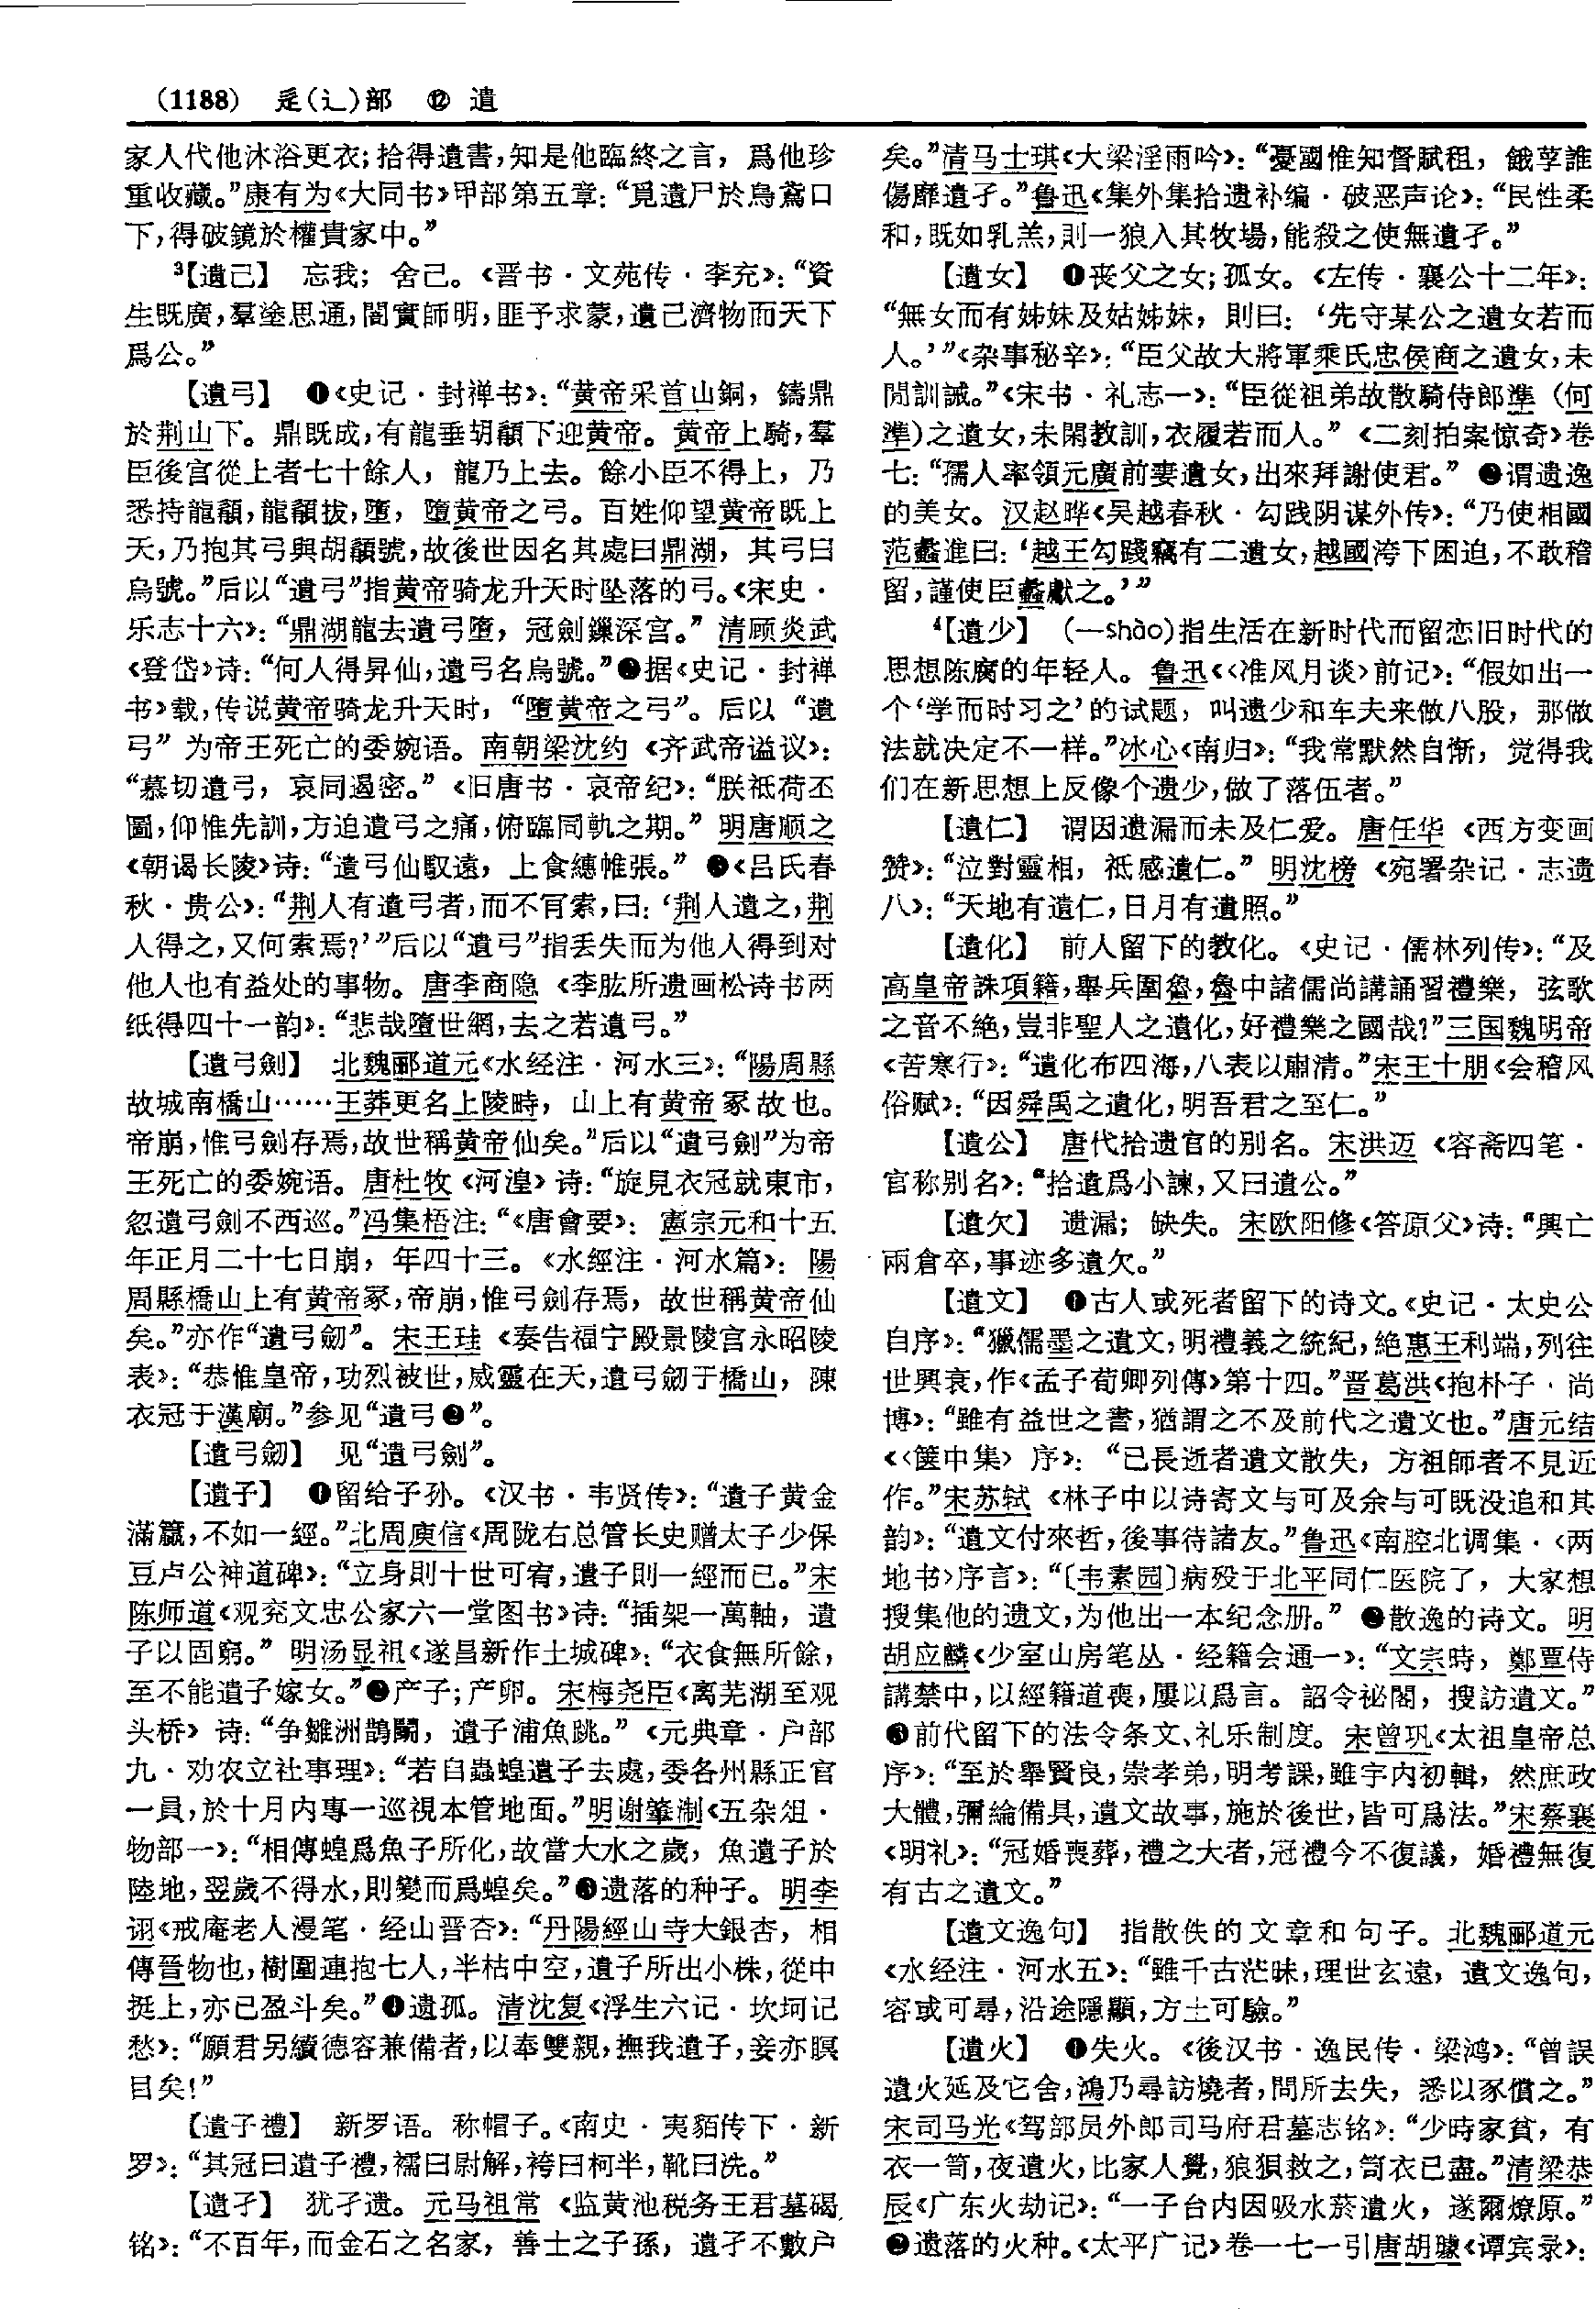 (1188) 辵(辶)部 ⑫ 遺
家人代他沐浴更衣;拾得遺書,知是他臨終之言,爲他珍
重收藏。”康有为《大同书》甲部第五章:“覓遺尸於烏鳶口
下,得破鏡於權貴家中。”
³【遺己】 忘我;舍己。《晋书·文苑传·李充》:“資
生既廣,羣塗思通,闇實師明,匪予求蒙,遺己濟物而天下
爲公。”
【遺弓】 ❶《史记·封禅书》:“黄帝采首山銅,鑄鼎
於荆山下。鼎既成,有龍垂胡䫇下迎黄帝。黄帝上騎,羣
臣後宫從上者七十餘人,龍乃上去。餘小臣不得上,乃
悉持龍䫇,龍䫇拔,墮,墮黄帝之弓。百姓仰望黄帝既上
天,乃抱其弓與胡䫇號,故後世因名其處曰鼎湖,其弓曰
烏號。”后以“遺弓”指黄帝骑龙升天时坠落的弓。《宋史·
乐志十六》:“鼎湖龍去遺弓墮,冠劍鏁深宫。”清顾炎武
《登岱》诗:“何人得昇仙,遺弓名烏號。”❷据《史记·封禅
书》载,传说黄帝骑龙升天时,“墮黄帝之弓”。后以“遺
弓”为帝王死亡的委婉语。南朝梁沈约《齐武帝谥议》:
“慕切遺弓,哀同遏密。”《旧唐书·哀帝纪》:“朕祗荷丕
圖,仰惟先訓,方迫遺弓之痛,俯臨同軌之期。”明唐顺之
《朝谒长陵》诗:“遺弓仙馭遠,上食繐帷張。”❸《吕氏春
秋·贵公》:“荆人有遺弓者,而不肯索,曰:‘荆人遺之,荆
人得之,又何索焉?’”后以“遺弓”指丢失而为他人得到对
他人也有益处的事物。唐李商隐《李肱所遗画松诗书两
纸得四十一韵》:“悲哉墮世網,去之若遺弓。”
【遺弓劍】 北魏郦道元《水经注·河水三》:“陽周縣
故城南橋山……王莽更名上陵畤,山上有黄帝冢故也。
帝崩,惟弓劍存焉,故世稱黄帝仙矣。”后以“遺弓劍”为帝
王死亡的委婉语。唐杜牧《河湟》诗:“旋見衣冠就東市,
忽遺弓劍不西巡。”冯集梧注:“《唐會要》:憲宗元和十五
年正月二十七日崩,年四十三。《水經注·河水篇》:陽
周縣橋山上有黄帝冢,帝崩,惟弓劍存焉,故世稱黄帝仙
矣。”亦作“遺弓劒”。宋王珪《奏告福宁殿景陵宫永昭陵
表》:“恭惟皇帝,功烈被世,威靈在天,遺弓劒于橋山,陳
衣冠于漢廟。”参见“遺弓❷”。
【遺弓劒】 见“遺弓劍”。
【遺子】 ❶留给子孙。《汉书·韦贤传》:“遺子黄金
滿籯,不如一經。”北周庾信《周陇右总管长史赠太子少保
豆卢公神道碑》:“立身則十世可宥,遺子則一經而已。”宋
陈师道《观兖文忠公家六一堂图书》诗:“插架一萬軸,遺
子以固窮。”明汤显祖《遂昌新作土城碑》:“衣食無所餘,
至不能遺子嫁女。”❷产子;产卵。宋梅尧臣《离芜湖至观
头桥》诗:“争雛洲鵲鬭,遺子浦魚跳。”《元典章·户部
九·劝农立社事理》:“若自蟲蝗遺子去處,委各州縣正官
一員,於十月内專一巡視本管地面。”明谢肇淛《五杂俎·
物部一》:“相傳蝗爲魚子所化,故當大水之歲,魚遺子於
陸地,翌歲不得水,則變而爲蝗矣。”❸遗落的种子。明李
诩《戒庵老人漫笔·经山晋杏》:“丹陽經山寺大銀杏,相
傳晉物也,樹圍連抱七人,半枯中空,遺子所出小株,從中
挺上,亦已盈斗矣。”❹遗孤。清沈复《浮生六记·坎坷记
愁》:“願君另續德容兼備者,以奉雙親,撫我遺子,妾亦瞑
目矣!”
【遺子禮】 新罗语。称帽子。《南史·夷貊传下·新
罗》:“其冠曰遺子禮,襦曰尉解,袴曰柯半,靴曰洗。”
【遺孑】 犹孑遗。元马祖常《监黄池税务王君墓碣
铭》:“不百年,而金石之名家,善士之子孫,遺孑不數户
矣。”清马士琪《大梁淫雨吟》:“憂國惟知督賦租,餓莩誰
傷靡遺孑。”鲁迅《集外集拾遗补编·破恶声论》:“民性柔
和,既如乳羔,則一狼入其牧場,能殺之使無遺孑。”
【遺女】 ❶丧父之女;孤女。《左传·襄公十二年》:
“無女而有姊妹及姑姊妹,則曰:‘先守某公之遺女若而
人。’”《杂事秘辛》:“臣父故大將軍乘氏忠侯商之遺女,未
閒訓誡。”《宋书·礼志一》:“臣從祖弟故散騎侍郎準(何
準)之遺女,未閑教訓,衣履若而人。”《二刻拍案惊奇》卷
七:“孺人率領元廣前妻遺女,出來拜謝使君。”❷谓遗逸
的美女。汉赵晔《吴越春秋·勾践阴谋外传》:“乃使相國
范蠡進曰:‘越王勾踐竊有二遺女,越國洿下困迫,不敢稽
留,謹使臣蠡獻之。’”
⁴【遺少】 (一shào)指生活在新时代而留恋旧时代的
思想陈腐的年轻人。鲁迅《〈准风月谈〉前记》:“假如出一
个‘学而时习之’的试题,叫遗少和车夫来做八股,那做
法就决定不一样。”冰心《南归》:“我常默然自惭,觉得我
们在新思想上反像个遗少,做了落伍者。”
【遺仁】 谓因遗漏而未及仁爱。唐任华《西方变画
赞》:“泣對靈相,祗感遺仁。”明沈榜《宛署杂记·志遗
八》:“天地有遺仁,日月有遺照。”
【遺化】 前人留下的教化。《史记·儒林列传》:“及
高皇帝誅項籍,舉兵圍魯,魯中諸儒尚講誦習禮樂,弦歌
之音不絶,豈非聖人之遺化,好禮樂之國哉?”三国魏明帝
《苦寒行》:“遺化布四海,八表以肅清。”宋王十朋《会稽风
俗赋》:“因舜禹之遺化,明吾君之至仁。”
【遺公】 唐代拾遗官的别名。宋洪迈《容斋四笔·
官称别名》:“拾遺爲小諫,又曰遺公。”
【遺欠】 遗漏;缺失。宋欧阳修《答原父》诗:“興亡
兩倉卒,事迹多遺欠。”
【遺文】 ❶古人或死者留下的诗文。《史记·太史公
自序》:“獵儒墨之遺文,明禮義之統紀,絶惠王利端,列往
世興衰,作《孟子荀卿列傳》第十四。”晋葛洪《抱朴子·尚
博》:“雖有益世之書,猶謂之不及前代之遺文也。”唐元结
《〈箧中集〉序》:“已長逝者遺文散失,方祖師者不見近
作。”宋苏轼《林子中以诗寄文与可及余与可既没追和其
韵》:“遺文付來哲,後事待諸友。”鲁迅《南腔北调集·〈两
地书〉序言》:“〔韦素园〕病殁于北平同仁医院了,大家想
搜集他的遗文,为他出一本纪念册。”❷散逸的诗文。明
胡应麟《少室山房笔丛·经籍会通一》:“文宗時,鄭覃侍
講禁中,以經籍道喪,屢以爲言。詔令祕閣,搜訪遺文。”
❸前代留下的法令条文、礼乐制度。宋曾巩《太祖皇帝总
序》:“至於舉賢良,崇孝弟,明考課,雖宇内初輯,然庶政
大體,彌綸備具,遺文故事,施於後世,皆可爲法。”宋蔡襄
《明礼》:“冠婚喪葬,禮之大者,冠禮今不復議,婚禮無復
有古之遺文。”
【遺文逸句】 指散佚的文章和句子。北魏郦道元
《水经注·河水五》:“雖千古茫昧,理世玄遠,遺文逸句,
容或可尋,沿途隱顯,方土可驗。”
【遺火】 ❶失火。《後汉书·逸民传·梁鸿》:“曾誤
遺火延及它舍,鴻乃尋訪燒者,問所去失,悉以豕償之。”
宋司马光《驾部员外郎司马府君墓志铭》:“少時家貧,有
衣一笥,夜遺火,比家人覺,狼狽救之,笥衣已盡。”清梁恭
辰《广东火劫记》:“一子台内因吸水菸遺火,遂爾燎原。”
❷遗落的火种。《太平广记》卷一七一引唐胡璩《谭宾录》: